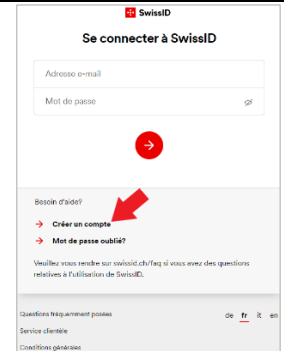 SwissID
Se connecter à SwissID
Adresse e-mail
Mot de passe
Besoin d'aide?
Créer un compte
Mot de passe oublié?
Veuillez vous rendre sur swissid.ch/faq si vous avez des questions
relatives à l'utilisation de SwissID.
Questions fréquemment posées
de fr it en
Service clientèle
Conditions générales